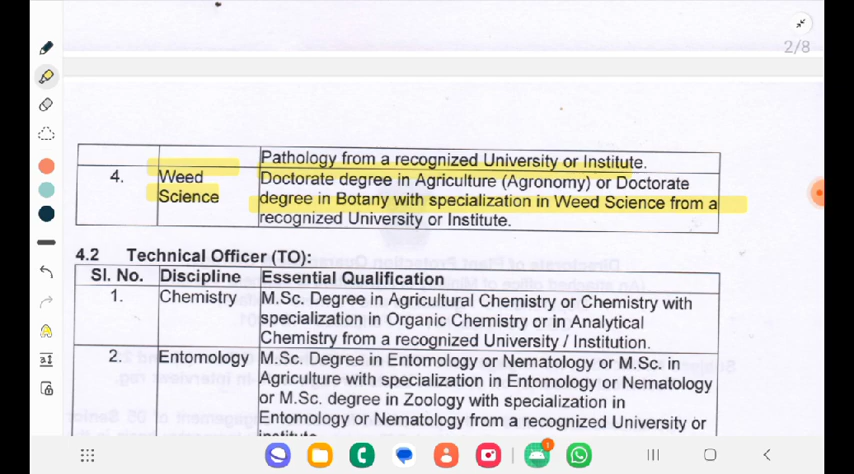 2/8
Pathology from a recognized University or Institute.
4. Weed Science
Doctorate degree in Agriculture (Agronomy) or Doctorate
degree in Botany with specialization in Weed Science from a
recognized University or Institute.
4.2 Technical Officer (TO):
Sl. No. Discipline Essential Qualification
1. Chemistry M.Sc. Degree in Agricultural Chemistry or Chemistry with
specialization in Organic Chemistry or in Analytical
Chemistry from a recognized University / Institution.
2. Entomology M.Sc. Degree in Entomology or Nematology or M.Sc. in
Agriculture with specialization in Entomology or Nematology
or M.Sc. degree in Zoology with specialization in
Entomology or Nematology from a recognized University or
institute.
1